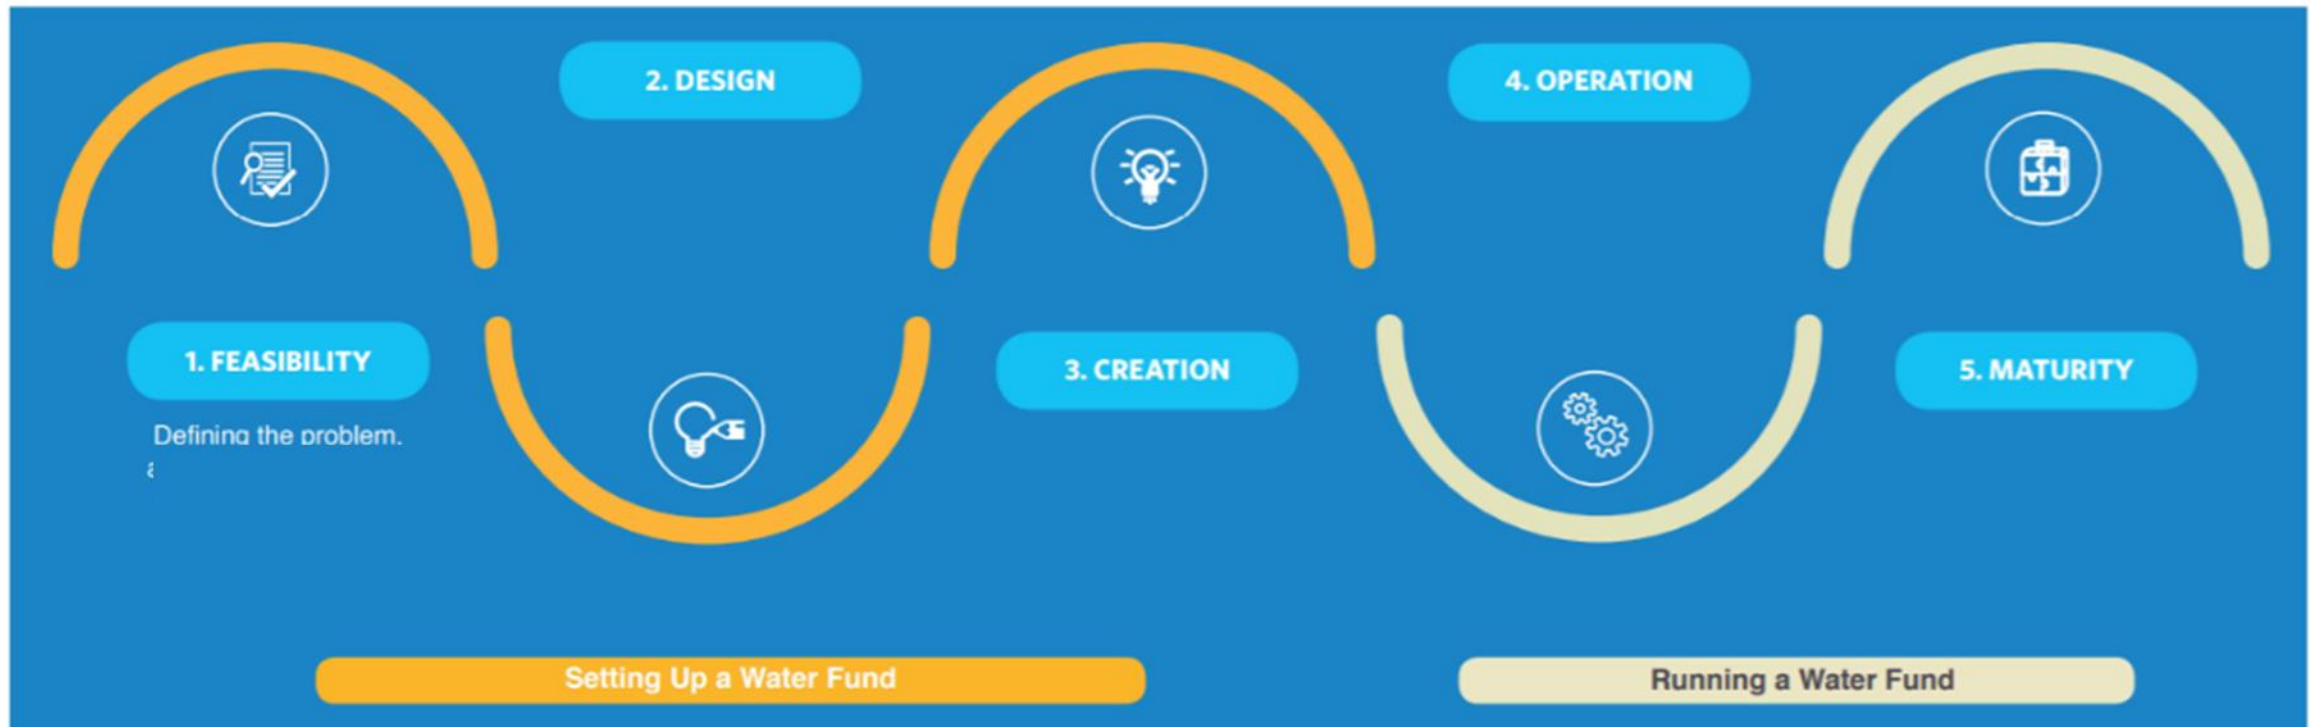 1. FEASIBILITY
Defining the problem.
2. DESIGN
3. CREATION
4. OPERATION
5. MATURITY
Setting Up a Water Fund
Running a Water Fund